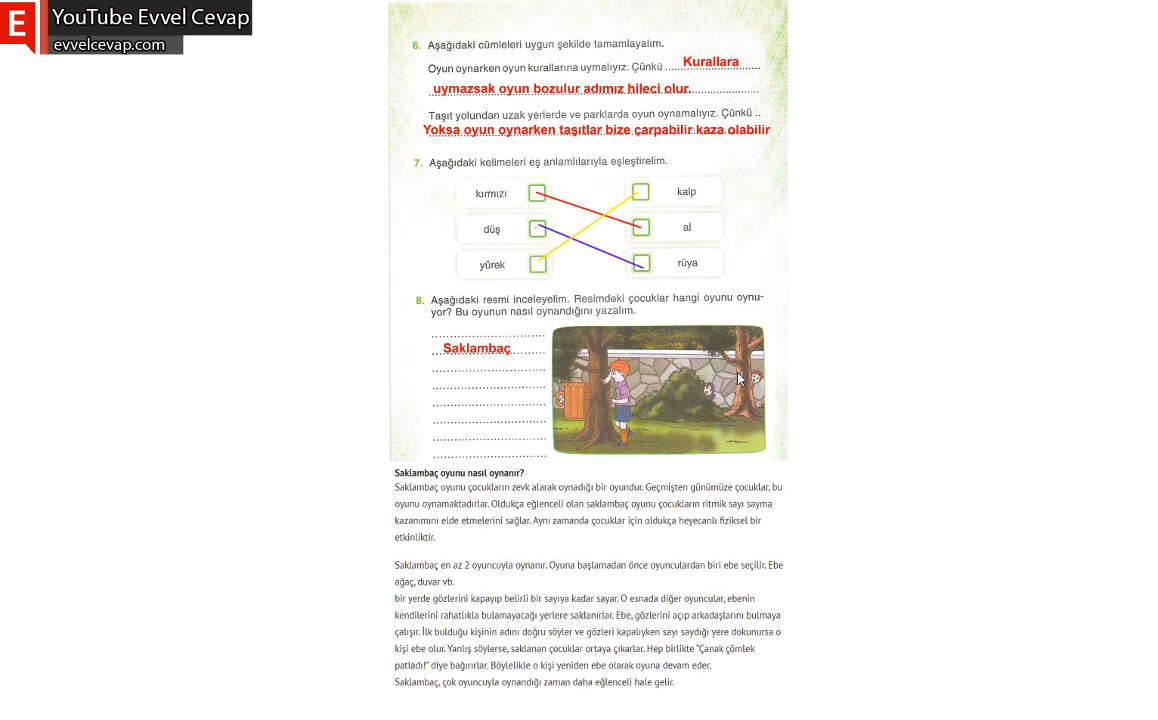 E YouTube Evvel Cevap
evvelcevap.com
6. Aşağıdaki cümleleri uygun şekilde tamamlayalım.
Oyun oynarken oyun kurallarına uymalıyız. Çünkü ...... Kurallara
uymazsak oyun bozulur adımız hileci olur.
Taşıt yolundan uzak yerlerde ve parklarda oyun oynamalıyız. Çünkü ..
Yoksa oyun oynarken taşıtlar bize çarpabilir kaza olabilir
7. Aşağıdaki kelimeleri eş anlamlılarıyla eşleştirelim.
kırmızı kalp
düş al
yürek rüya
8. Aşağıdaki resmi inceleyelim. Resimdeki çocuklar hangi oyunu oynu-
yor? Bu oyunun nasıl oynandığını yazalım.
Saklambaç
Saklambaç oyunu nasıl oynanır?
Saklambaç oyunu çocukların zevk alarak oynadığı bir oyundur. Geçmişten günümüze çocuklar, bu
oyunu oynamaktadırlar. Oldukça eğlenceli olan saklambaç oyunu çocukların ritmik sayı sayma
kazanımını elde etmelerini sağlar. Aynı zamanda çocuklar için oldukça heyecanlı fiziksel bir
etkinliktir.
Saklambaç en az 2 oyuncuyla oynanır. Oyuna başlamadan önce oyunculardan biri ebe seçilir. Ebe
ağaç, duvar vb.
bir yerde gözlerini kapayıp belirli bir sayıya kadar sayar. O esnada diğer oyuncular, ebenin
kendilerini rahatlıkla bulamayacağı yerlere saklanırlar. Ebe, gözlerini açıp arkadaşlarını bulmaya
çalışır. İlk bulduğu kişinin adını doğru söyler ve gözleri kapalıyken sayı saydığı yere dokunursa o
kişi ebe olur. Yanlış söylerse, saklanan çocuklar ortaya çıkarlar. Hep birlikte “Çanak çömlek
patladı!” diye bağırırlar. Böylelikle o kişi yeniden ebe olarak oyuna devam eder.
Saklambaç, çok oyuncuyla oynandığı zaman daha eğlenceli hale gelir.